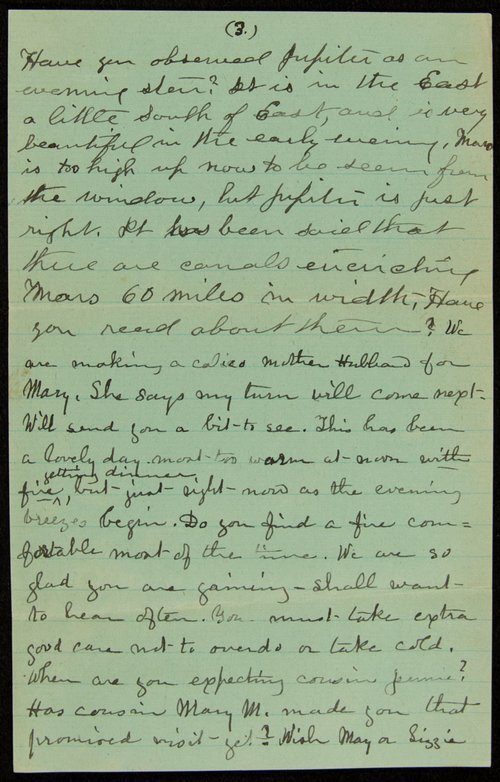 (3.)
Have you observed Jupiter as an
evening star? It is in the East
a little South of East, and is very
beautiful in the early evening, Mars
is too high up now to be seen from
the window, but Jupiter is just
right. It has been said that
there are canals encircling
Mars 60 miles in width, Have
you read about them? We
are making a calico Mother Hubbard for
Mary. She says my turn will come next-
Will send you a bit to see. This has been
a lovely day most too warm at noon with
getting dinner
fire, but just right now as the evening
breezes begin. Do you find a fire com=
fortable most of the time. We are so
glad you are gaining - shall want
to hear often. You must take extra
good care not to overdo or take cold.
When are you expecting cousin Jennie?
Has cousin Mary M. made you that
promised visit yet? Wish May or Lizzie